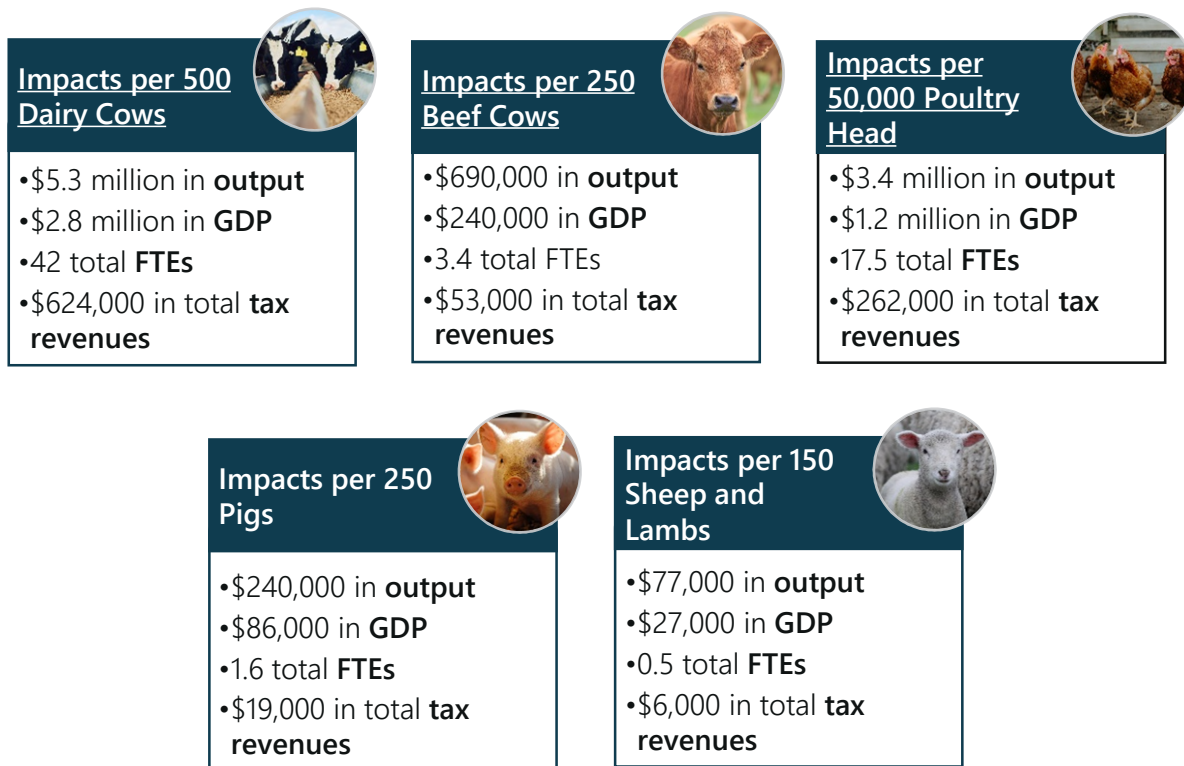 Impacts per 500
Dairy Cows
•$5.3 million in output
•$2.8 million in GDP
•42 total FTEs
•$624,000 in total tax
revenues
Impacts per 250
Beef Cows
•$690,000 in output
•$240,000 in GDP
•3.4 total FTEs
•$53,000 in total tax
revenues
Impacts per
50,000 Poultry
Head
•$3.4 million in output
•$1.2 million in GDP
•17.5 total FTEs
•$262,000 in total tax
revenues
Impacts per 250
Pigs
•$240,000 in output
•$86,000 in GDP
•1.6 total FTEs
•$19,000 in total tax
revenues
Impacts per 150
Sheep and
Lambs
•$77,000 in output
•$27,000 in GDP
•0.5 total FTEs
•$6,000 in total tax
revenues